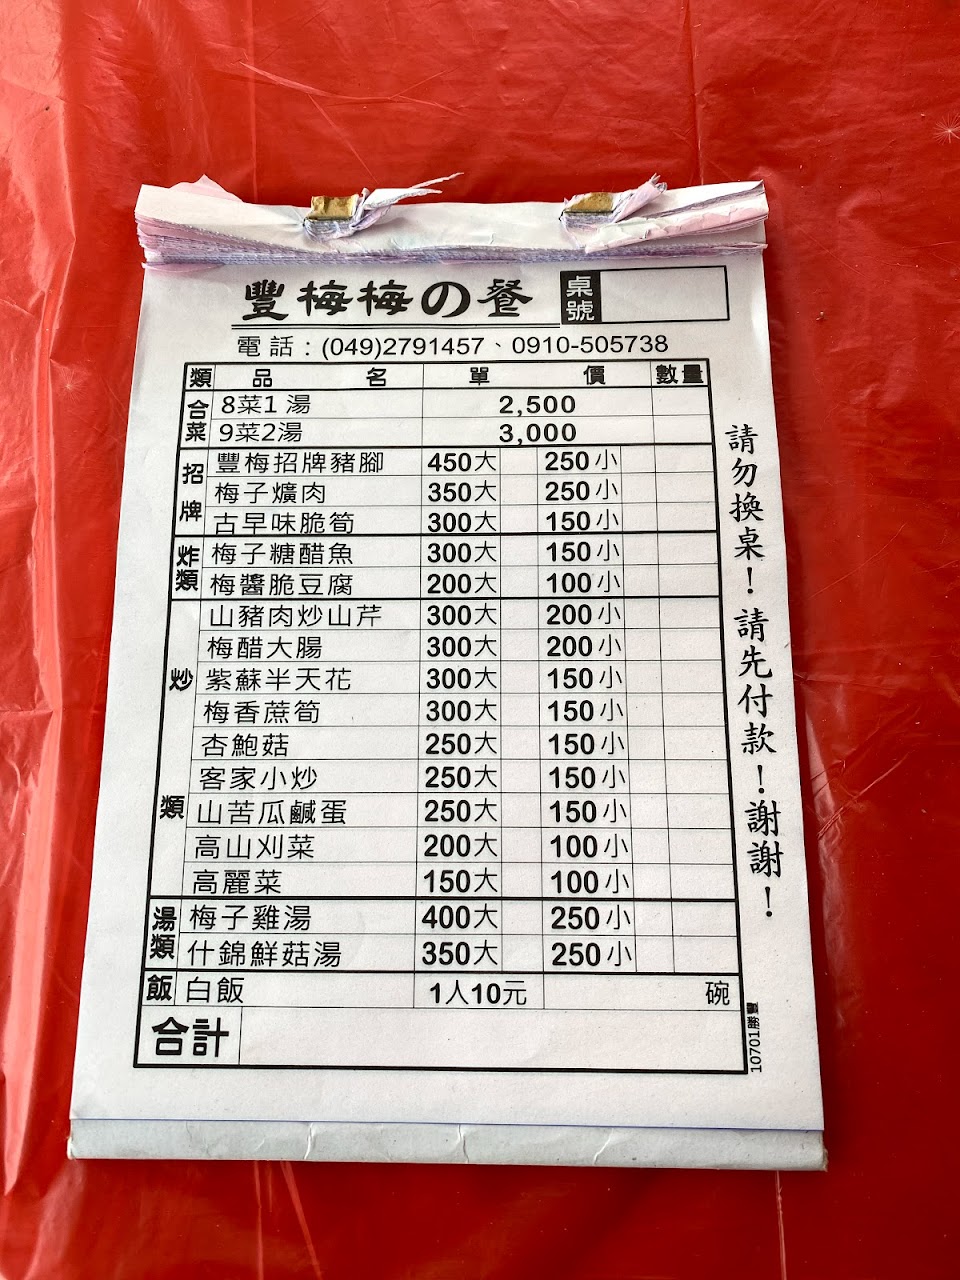 豐梅梅の餐 桌號
電話：(049)2791457、0910-505738
類 品名 單價 數量
合菜 8菜1湯 2,500
9菜2湯 3,000
招牌 豐梅招牌豬腳 450大 250小
梅子爌肉 350大 250小
古早味脆筍 300大 150小
炸類 梅子糖醋魚 300大 150小
梅醬脆豆腐 200大 100小
炒類 山豬肉炒山芹 300大 200小
梅醋大腸 300大 200小
紫蘇半天花 300大 150小
梅香蔗筍 300大 150小
杏鮑菇 250大 150小
客家小炒 250大 150小
山苦瓜鹹蛋 250大 150小
高山刈菜 200大 100小
高麗菜 150大 100小
湯類 梅子雞湯 400大 250小
什錦鮮菇湯 350大 250小
飯 白飯 1人10元 碗
合計
請勿換桌！請先付款！謝謝！
10701勝豐